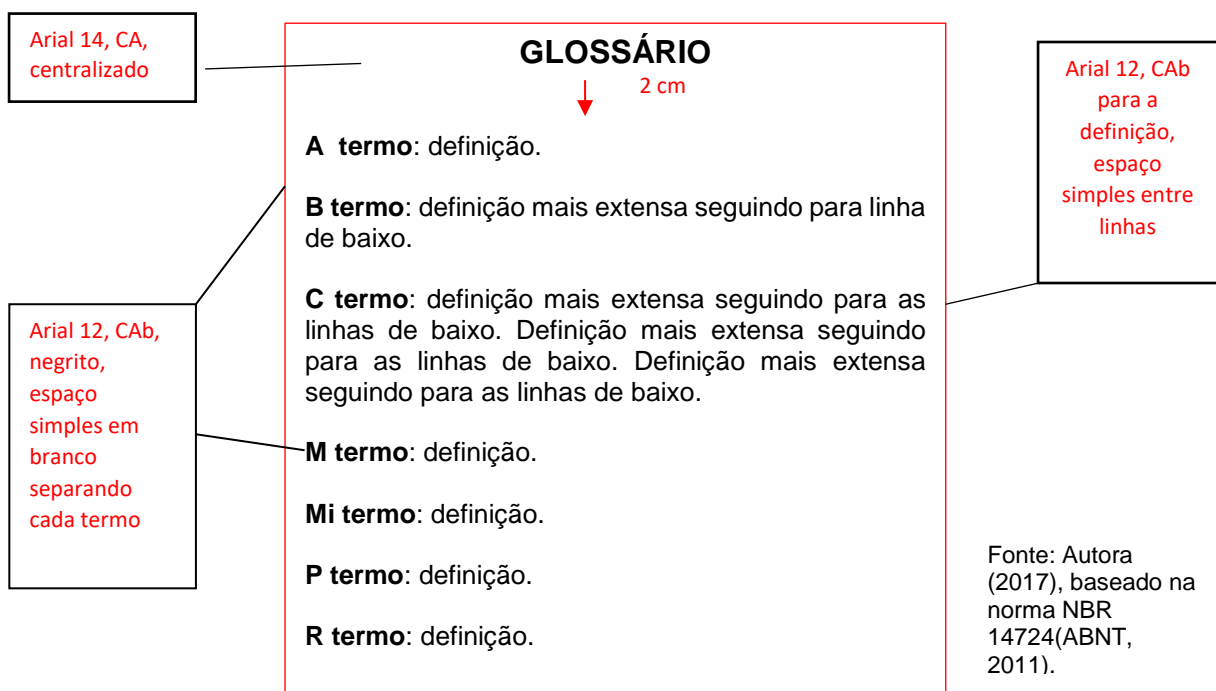 Arial 14, CA,
centralizado
GLOSSÁRIO
2 cm
A  termo: definição.
B termo: definição mais extensa seguindo para linha
de baixo.
C termo: definição mais extensa seguindo para as
linhas de baixo. Definição mais extensa seguindo
para as linhas de baixo. Definição mais extensa
seguindo para as linhas de baixo.
M termo: definição.
Mi termo: definição.
P termo: definição.
R termo: definição.
Arial 12, CAb
para a
definição,
espaço
simples entre
linhas
Arial 12, CAb,
negrito,
espaço
simples em
branco
separando
cada termo
Fonte: Autora
(2017), baseado na
norma NBR
14724(ABNT,
2011).